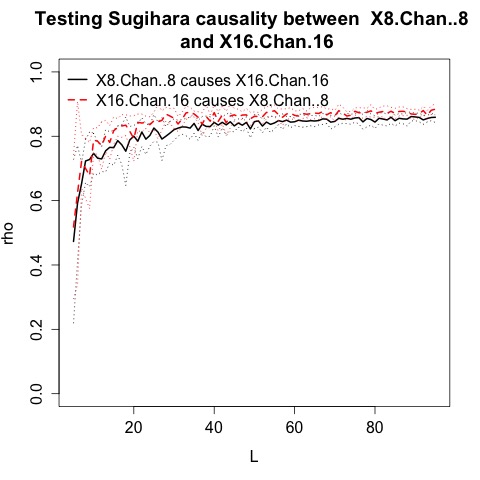 Testing Sugihara causality between  X8.Chan..8
and X16.Chan.16
X8.Chan..8 causes X16.Chan.16
X16.Chan.16 causes X8.Chan..8
rho
1.0
0.8
0.6
0.4
0.2
0.0
20 40 60 80
L